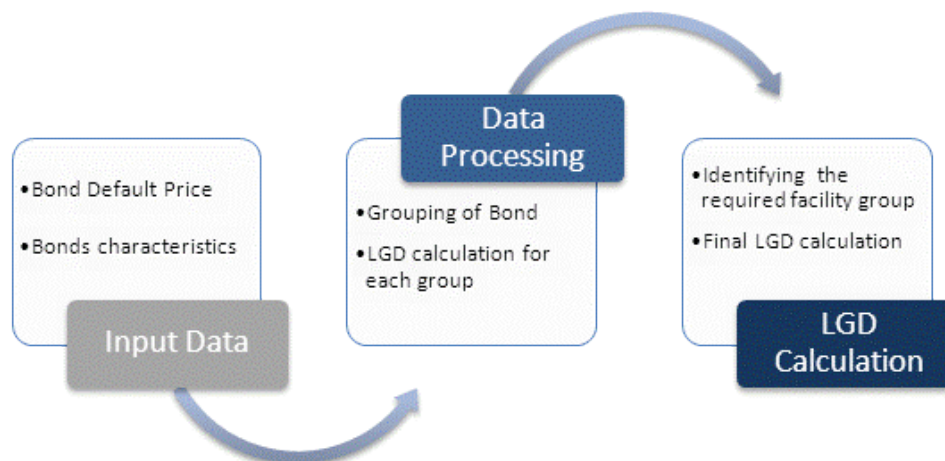 •Bond Default Price
•Bonds characteristics
Input Data
Data
Processing
•Grouping of Bond
•LGD calculation for
each group
•Identifying the
required facility group
•Final LGD calculation
LGD
Calculation